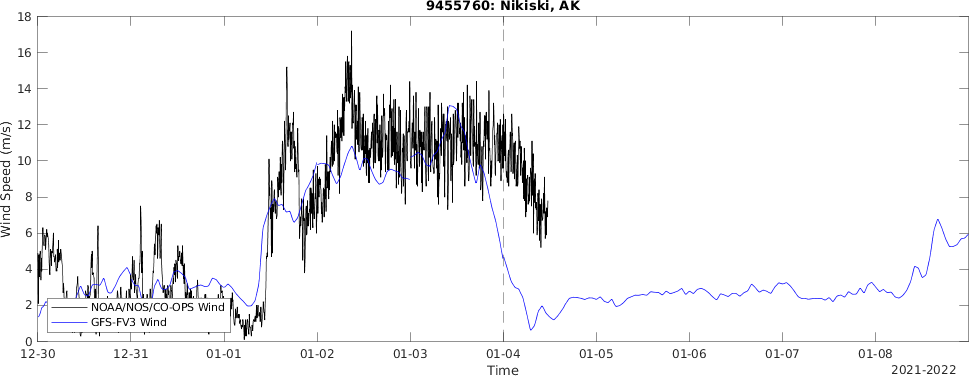 9455760: Nikiski, AK
18
16
14
12
10
8
6
4
2
0
Wind Speed (m/s)
NOAA/NOS/CO-OPS Wind
GFS-FV3 Wind
12-30 12-31 01-01 01-02 01-03 01-04 01-05 01-06 01-07 01-08
Time
2021-2022